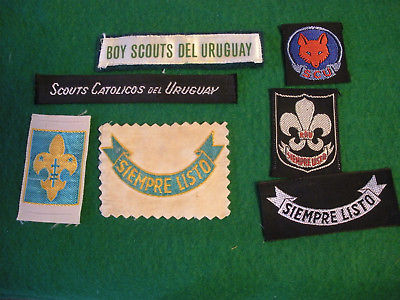 BOY SCOUTS DEL URUGUAY
SCOUTS CATOLICOS DEL URUGUAY
SIEMPRE LISTO
SIEMPRE LISTO
SIEMPRE LISTO